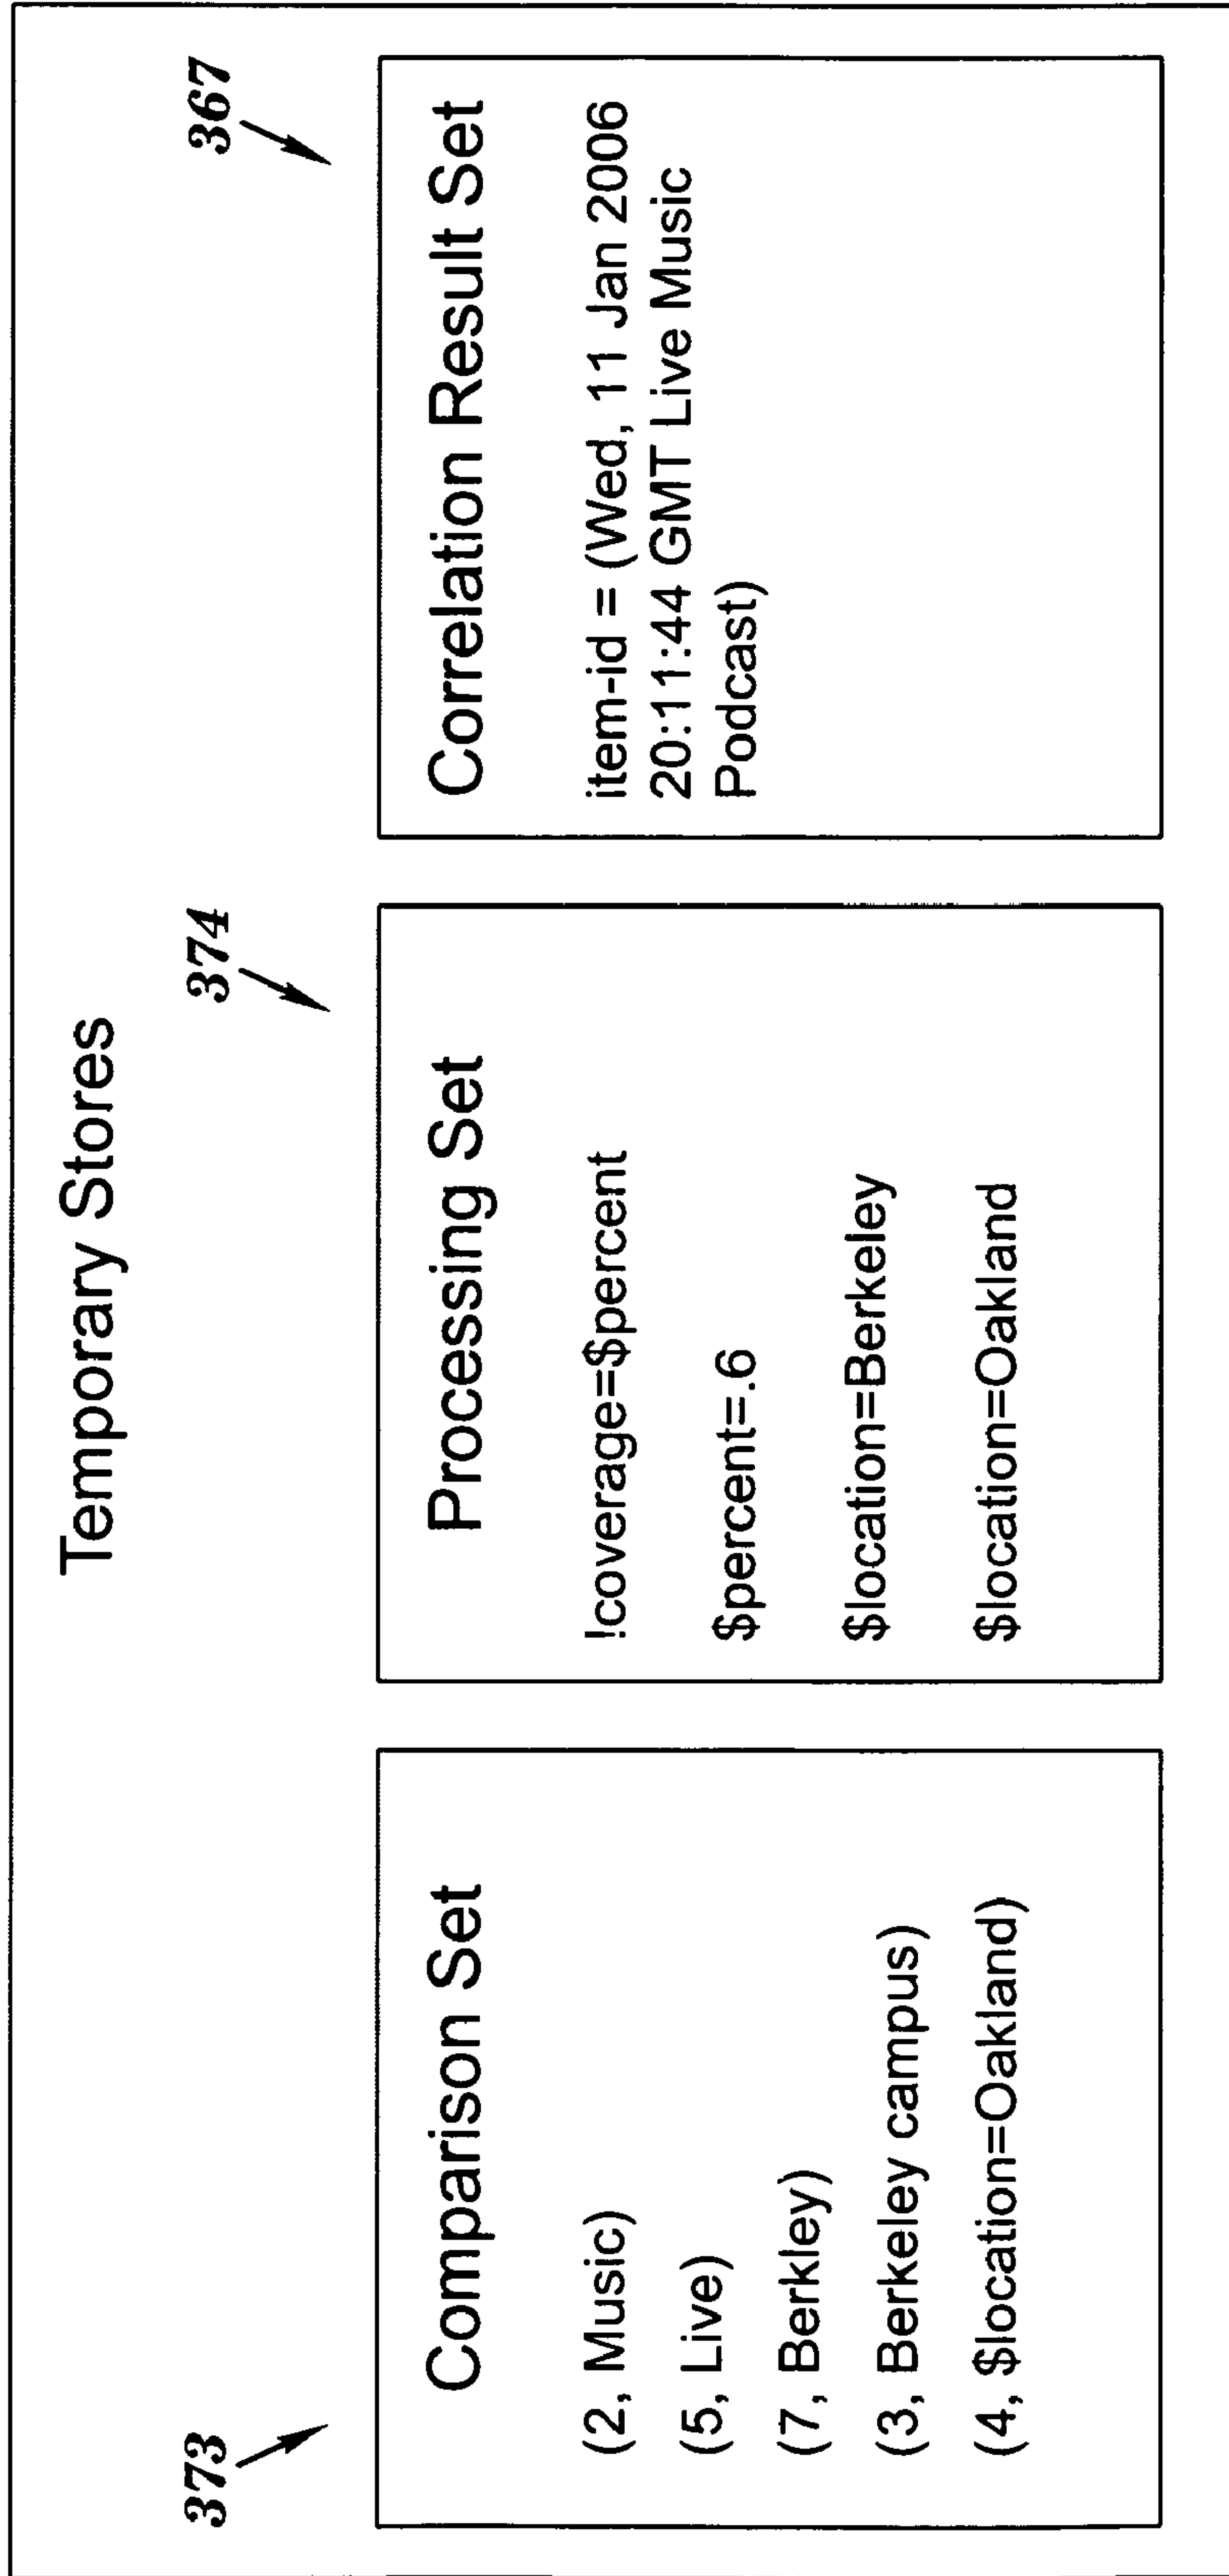 Temporary Stores
373
Comparison Set
(2, Music)
(5, Live)
(7, Berkley)
(3, Berkeley campus)
(4, $location=Oakland)
374
Processing Set
!coverage=$percent
$percent=.6
$location=Berkeley
$location=Oakland
367
Correlation Result Set
item-id = (Wed, 11 Jan 2006
20:11:44 GMT Live Music
Podcast)